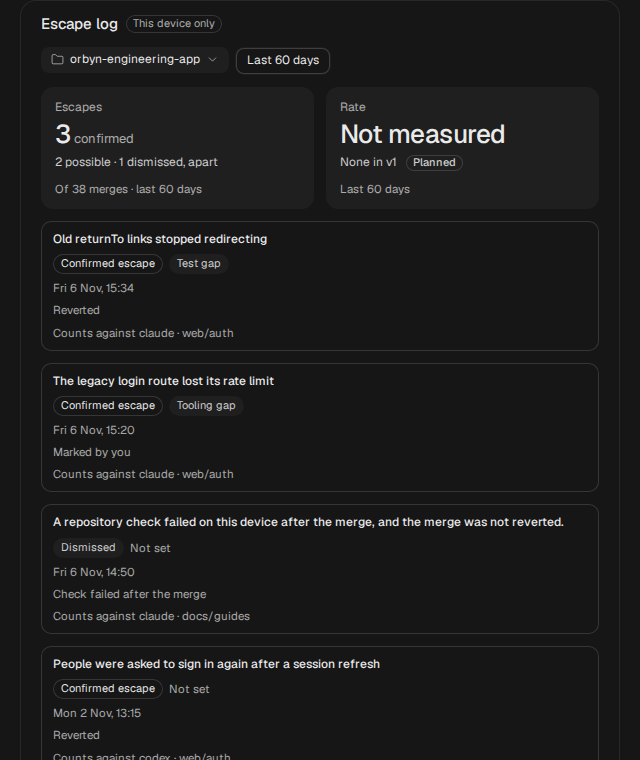 Escape log This device only
orbyn-engineering-app Last 60 days
Escapes
3 confirmed
2 possible · 1 dismissed, apart
Of 38 merges · last 60 days
Rate
Not measured
None in v1 Planned
Last 60 days
Old returnTo links stopped redirecting
Confirmed escape Test gap
Fri 6 Nov, 15:34
Reverted
Counts against claude · web/auth
The legacy login route lost its rate limit
Confirmed escape Tooling gap
Fri 6 Nov, 15:20
Marked by you
Counts against claude · web/auth
A repository check failed on this device after the merge, and the merge was not reverted.
Dismissed Not set
Fri 6 Nov, 14:50
Check failed after the merge
Counts against claude · docs/guides
People were asked to sign in again after a session refresh
Confirmed escape Not set
Mon 2 Nov, 13:15
Reverted
Counts against codex · web/auth